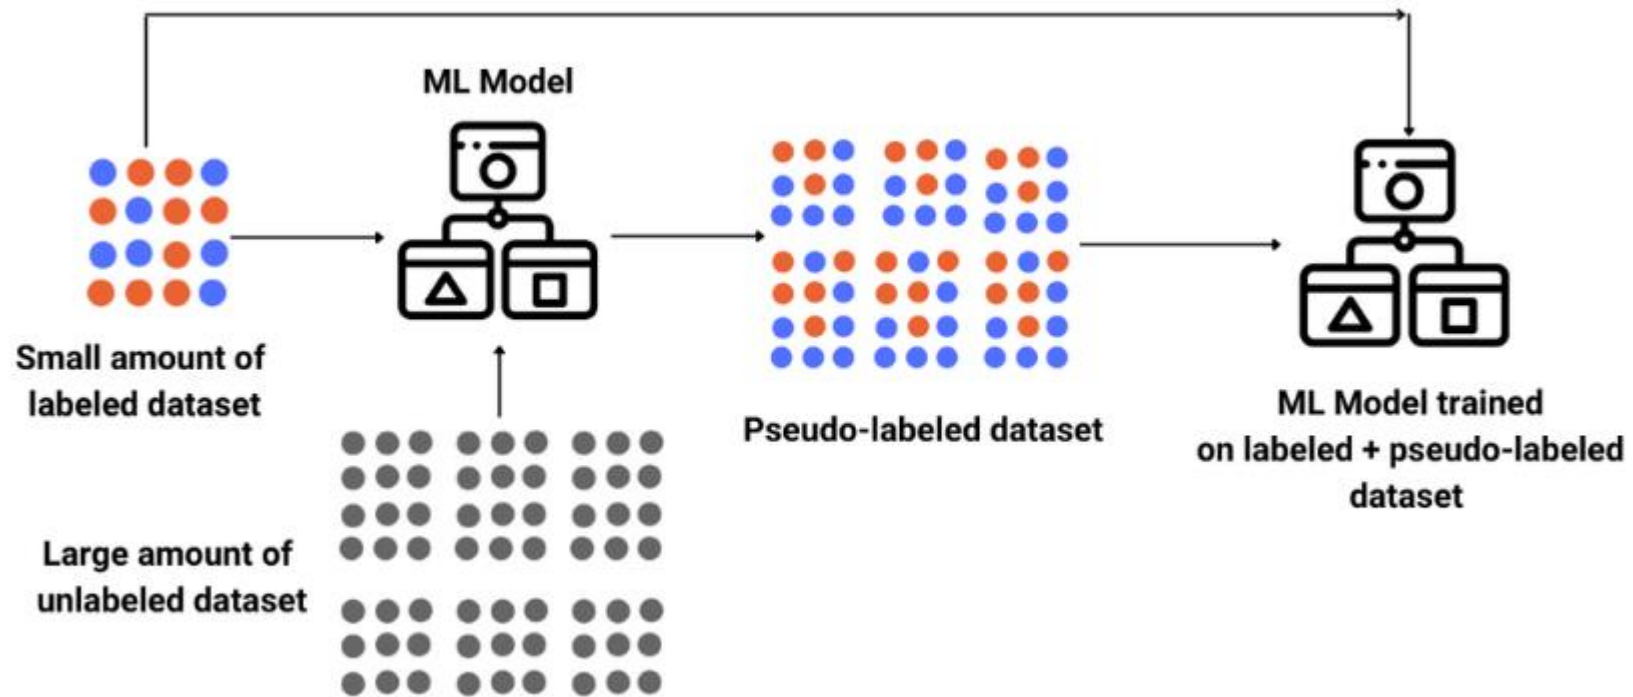 ML Model
Small amount of
labeled dataset
Pseudo-labeled dataset
ML Model trained
on labeled + pseudo-labeled
dataset
Large amount of
unlabeled dataset